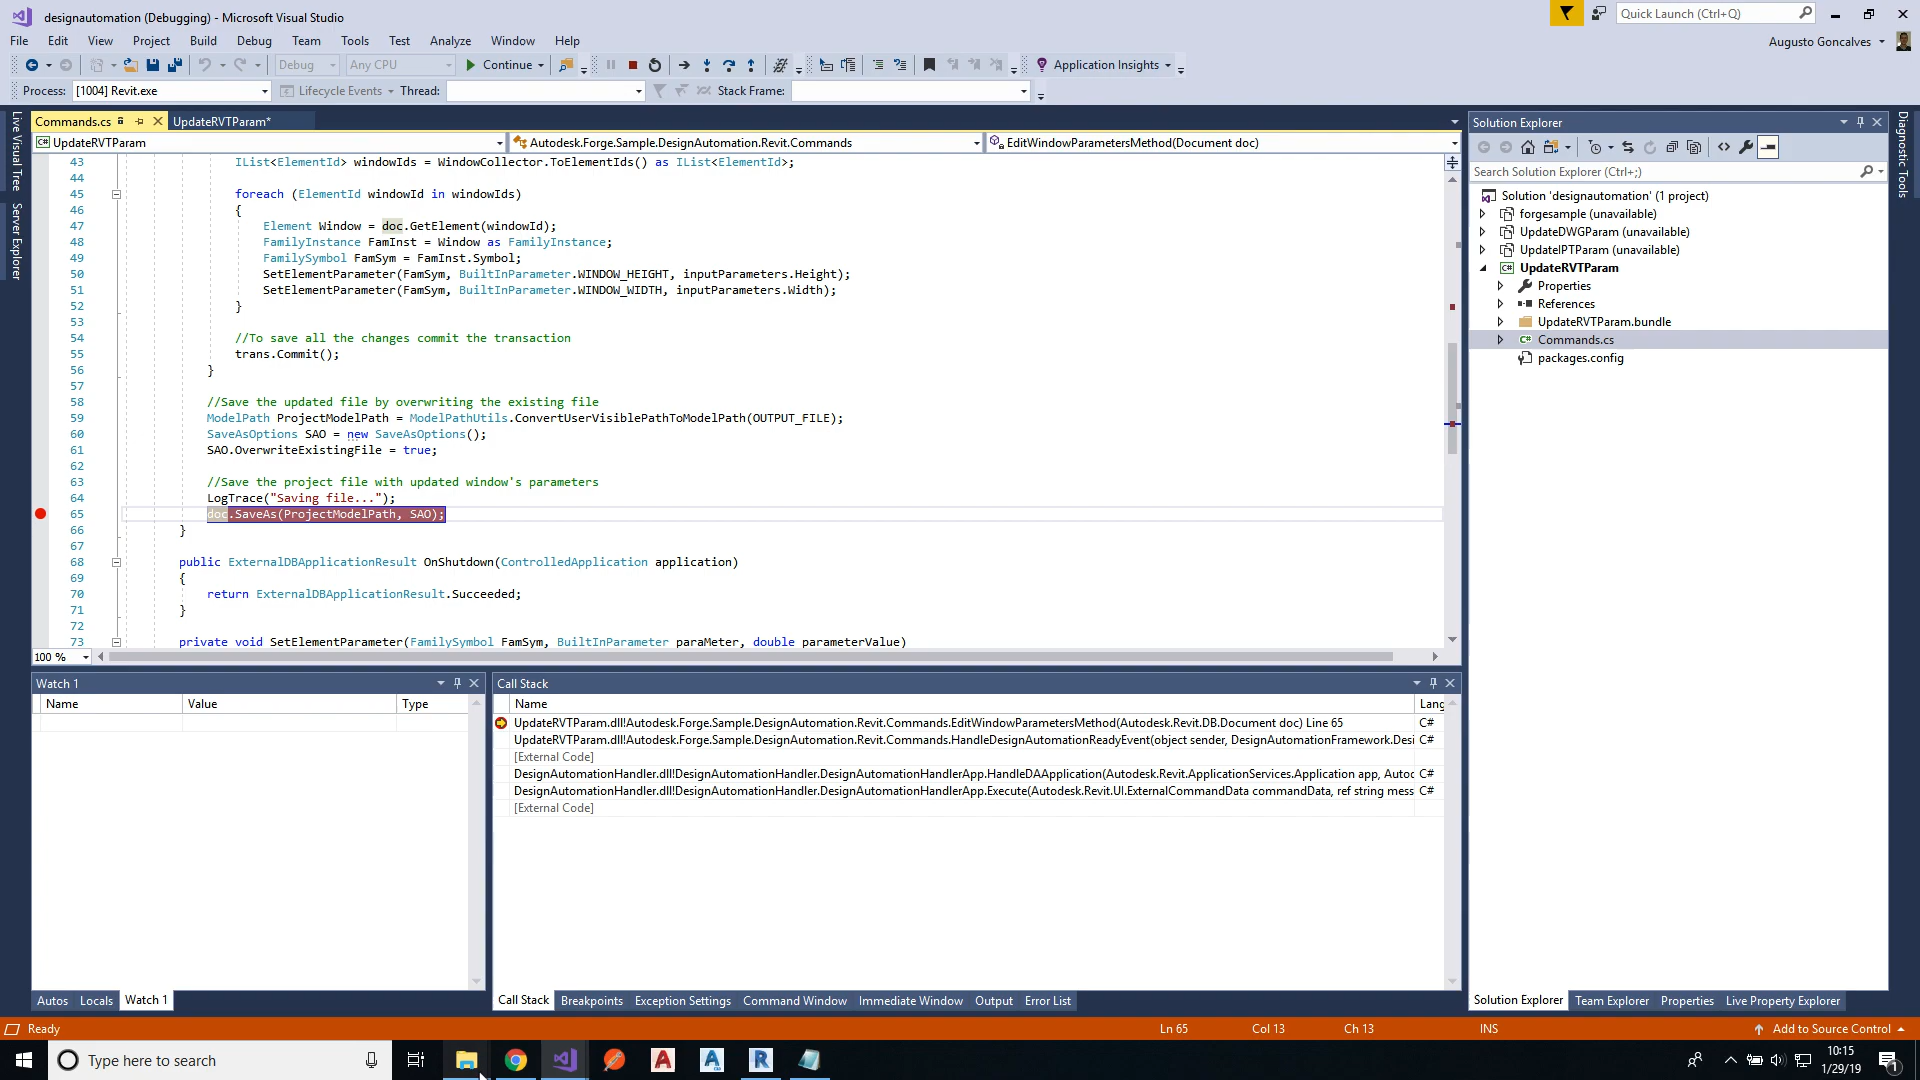 designautomation (Debugging) - Microsoft Visual Studio
Quick Launch (Ctrl+Q)
File Edit View Project Build Debug Team Tools Test Analyze Window Help
Augusto Goncalves
Debug Any CPU Continue Application Insights
Process: [1004] Revit.exe Lifecycle Events Thread: Stack Frame:
Live Visual Tree
Server Explorer
Commands.cs UpdateRVTParam*
UpdateRVTParam Autodesk.Forge.Sample.DesignAutomation.Revit.Commands EditWindowParametersMethod(Document doc)
43 IList<ElementId> windowIds = WindowCollector.ToElementIds() as IList<ElementId>;
44
45 foreach (ElementId windowId in windowIds)
46 {
47 Element Window = doc.GetElement(windowId);
48 FamilyInstance FamInst = Window as FamilyInstance;
49 FamilySymbol FamSym = FamInst.Symbol;
50 SetElementParameter(FamSym, BuiltInParameter.WINDOW_HEIGHT, inputParameters.Height);
51 SetElementParameter(FamSym, BuiltInParameter.WINDOW_WIDTH, inputParameters.Width);
52 }
53
54 //To save all the changes commit the transaction
55 trans.Commit();
56 }
57
58 //Save the updated file by overwriting the existing file
59 ModelPath ProjectModelPath = ModelPathUtils.ConvertUserVisiblePathToModelPath(OUTPUT_FILE);
60 SaveAsOptions SAO = new SaveAsOptions();
61 SAO.OverwriteExistingFile = true;
62
63 //Save the project file with updated window's parameters
64 LogTrace("Saving file...");
65 doc.SaveAs(ProjectModelPath, SAO);
66 }
67
68 public ExternalDBApplicationResult OnShutdown(ControlledApplication application)
69 {
70 return ExternalDBApplicationResult.Succeeded;
71 }
72
73 private void SetElementParameter(FamilySymbol FamSym, BuiltInParameter paraMeter, double parameterValue)
100 %
Watch 1
Name Value Type
Autos Locals Watch 1
Call Stack
Name Lang
UpdateRVTParam.dll!Autodesk.Forge.Sample.DesignAutomation.Revit.Commands.EditWindowParametersMethod(Autodesk.Revit.DB.Document doc) Line 65 C#
UpdateRVTParam.dll!Autodesk.Forge.Sample.DesignAutomation.Revit.Commands.HandleDesignAutomationReadyEvent(object sender, DesignAutomationFramework.Desi C#
[External Code]
DesignAutomationHandler.dll!DesignAutomationHandler.DesignAutomationHandlerApp.HandleDAApplication(Autodesk.Revit.ApplicationServices.Application app, Autoc C#
DesignAutomationHandler.dll!DesignAutomationHandler.DesignAutomationHandlerApp.Execute(Autodesk.Revit.UI.ExternalCommandData commandData, ref string mess C#
[External Code]
Call Stack Breakpoints Exception Settings Command Window Immediate Window Output Error List
Solution Explorer
Search Solution Explorer (Ctrl+;)
Solution 'designautomation' (1 project)
forgesample (unavailable)
UpdateDWGParam (unavailable)
UpdateIPTParam (unavailable)
UpdateRVTParam
Properties
References
UpdateRVTParam.bundle
Commands.cs
packages.config
Solution Explorer Team Explorer Properties Live Property Explorer
Diagnostic Tools
Ready Ln 65 Col 13 Ch 13 INS Add to Source Control
Type here to search
10:15
1/29/19
1